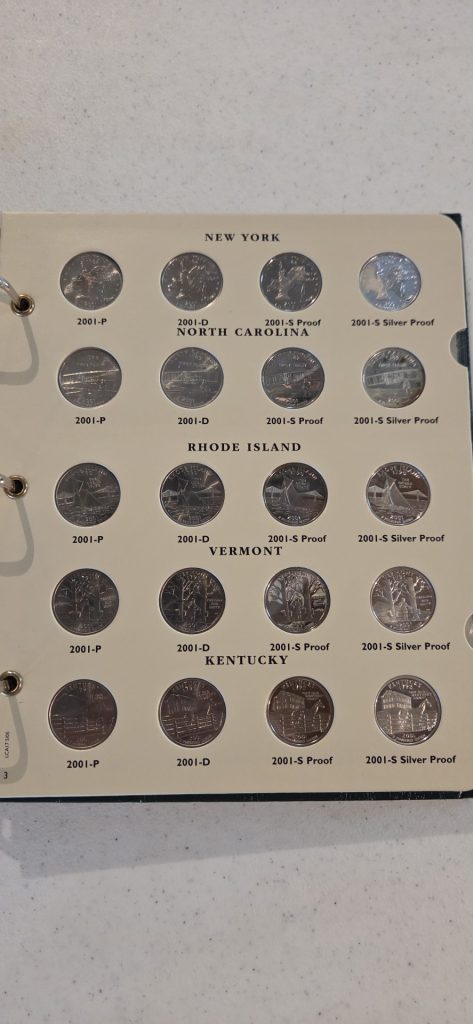 NEW YORK
2001-P 2001-D 2001-S Proof 2001-S Silver Proof
NORTH CAROLINA
2001-P 2001-D 2001-S Proof 2001-S Silver Proof
RHODE ISLAND
2001-P 2001-D 2001-S Proof 2001-S Silver Proof
VERMONT
2001-P 2001-D 2001-S Proof 2001-S Silver Proof
KENTUCKY
2001-P 2001-D 2001-S Proof 2001-S Silver Proof
3